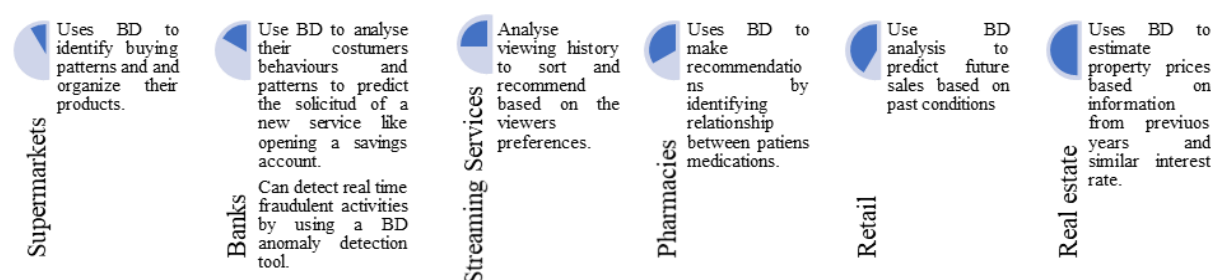 Supermarkets
Uses BD to
identify buying
patterns and and
organize their
products.
Banks
Use BD to analyse
their costumers
behaviours and
patterns to predict
the solicitud of a
new service like
opening a savings
account.
Can detect real time
fraudulent activities
by using a BD
anomaly detection
tool.
Streaming Services
Analyse
viewing history
to sort and
recommend
based on the
viewers
preferences.
Pharmacies
Uses BD to
make
recommendatio
ns by
identifying
relationship
between patiens
medications.
Retail
Use BD
analysis to
predict future
sales based on
past conditions
Real estate
Uses BD to
estimate
property prices
based on
information
from previuos
years and
similar interest
rate.